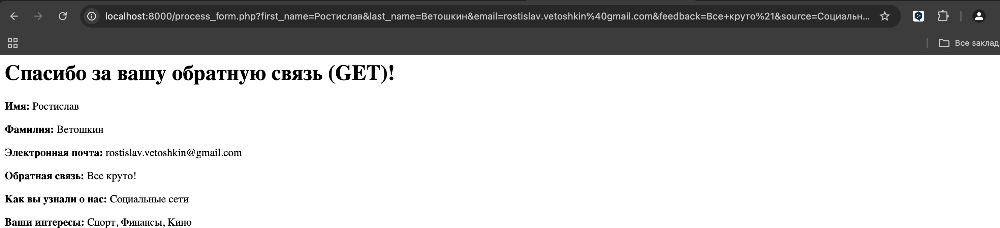 localhost:8000/process_form.php?first_name=Ростислав&last_name=Ветошкин&email=rostislav.vetoshkin%40gmail.com&feedback=Все+круто%21&source=Социальн...
Все заклад
Спасибо за вашу обратную связь (GET)!
Имя: Ростислав
Фамилия: Ветошкин
Электронная почта: rostislav.vetoshkin@gmail.com
Обратная связь: Все круто!
Как вы узнали о нас: Социальные сети
Ваши интересы: Спорт, Финансы, Кино